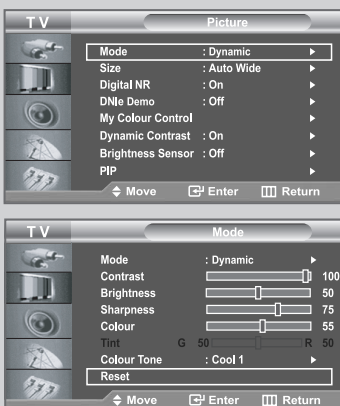 TV Picture
Mode : Dynamic
Size : Auto Wide
Digital NR : On
DNIe Demo : Off
My Colour Control
Dynamic Contrast : On
Brightness Sensor : Off
PIP
Move Enter Return
TV Mode
Mode : Dynamic
Contrast 100
Brightness 50
Sharpness 75
Colour 55
Tint G 50 R 50
Colour Tone : Cool 1
Reset
Move Enter Return